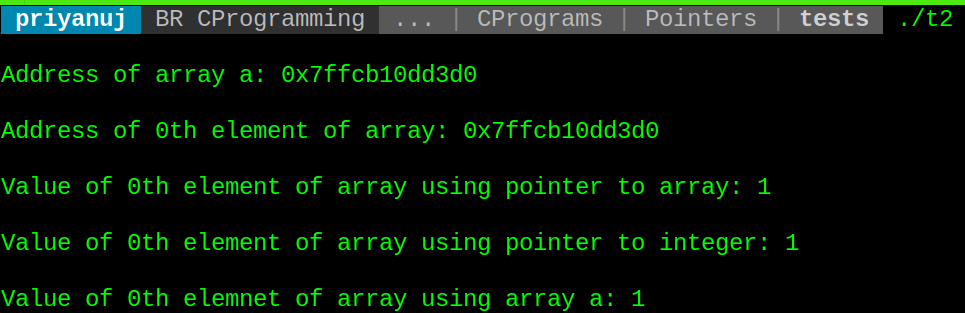 priyanuj BR CProgramming ... | CPrograms | Pointers | tests ./t2
Address of array a: 0x7ffcb10dd3d0
Address of 0th element of array: 0x7ffcb10dd3d0
Value of 0th element of array using pointer to array: 1
Value of 0th element of array using pointer to integer: 1
Value of 0th elemnet of array using array a: 1